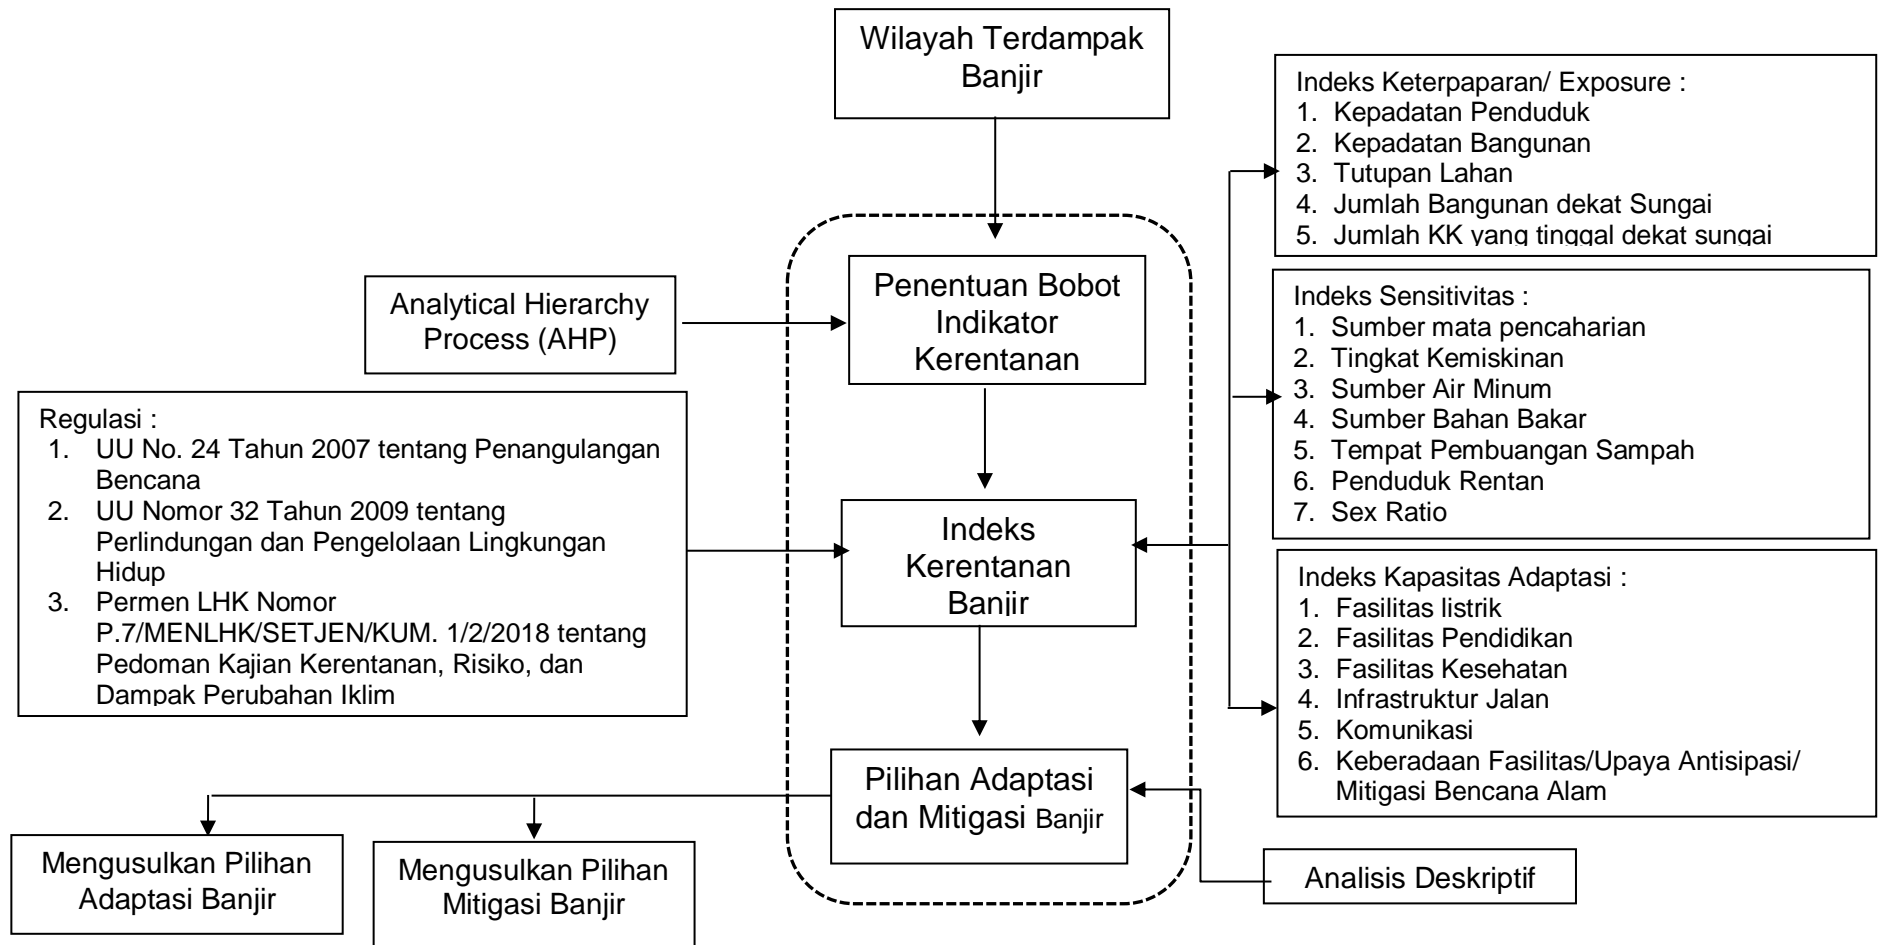 Wilayah Terdampak
Banjir
Indeks Keterpaparan/ Exposure :
1. Kepadatan Penduduk
2. Kepadatan Bangunan
3. Tutupan Lahan
4. Jumlah Bangunan dekat Sungai
5. Jumlah KK yang tinggal dekat sungai
Penentuan Bobot
Indikator
Kerentanan
Analytical Hierarchy
Process (AHP)
Indeks Sensitivitas :
1. Sumber mata pencaharian
2. Tingkat Kemiskinan
3. Sumber Air Minum
4. Sumber Bahan Bakar
5. Tempat Pembuangan Sampah
6. Penduduk Rentan
7. Sex Ratio
Regulasi :
1. UU No. 24 Tahun 2007 tentang Penangulangan
Bencana
2. UU Nomor 32 Tahun 2009 tentang
Perlindungan dan Pengelolaan Lingkungan
Hidup
3. Permen LHK Nomor
P.7/MENLHK/SETJEN/KUM. 1/2/2018 tentang
Pedoman Kajian Kerentanan, Risiko, dan
Dampak Perubahan Iklim
Indeks
Kerentanan
Banjir
Indeks Kapasitas Adaptasi :
1. Fasilitas listrik
2. Fasilitas Pendidikan
3. Fasilitas Kesehatan
4. Infrastruktur Jalan
5. Komunikasi
6. Keberadaan Fasilitas/Upaya Antisipasi/
Mitigasi Bencana Alam
Pilihan Adaptasi
dan Mitigasi Banjir
Mengusulkan Pilihan
Adaptasi Banjir
Mengusulkan Pilihan
Mitigasi Banjir
Analisis Deskriptif